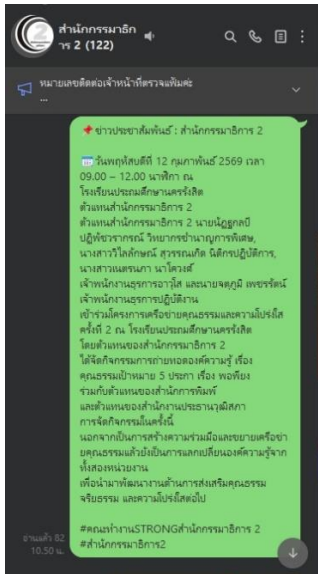 สำนักกรรมาธิก
าร 2 (122)
หมายเลขติดต่อเจ้าหน้าที่ตรวจแฟ้มค่ะ
...
📌ข่าวประชาสัมพันธ์ : สำนักกรรมาธิการ 2
📅วันพฤหัสบดีที่ 12 กุมภาพันธ์ 2569 เวลา
09.00 – 12.00 นาฬิกา ณ
โรงเรียนประถมศึกษานครรังสิต
ตัวแทนสำนักกรรมาธิการ 2
ตัวแทนสำนักกรรมาธิการ 2 นายนัฏฐกลบี
ปฏิพัชวราภรณ์ วิทยากรชำนาญการพิเศษ,
นางสาววิไลลักษณ์ สุวรรณเกิด นิติกรปฏิบัติการ,
นางสาวเนตรนภา นาโควงศ์
เจ้าพนักงานธุรการอาวุโส และนายจตุภูมิ เพชรรัตน์
เจ้าพนักงานธุรการปฏิบัติงาน
เข้าร่วมโครงการเครือข่ายคุณธรรมและความโปร่งใส
ครั้งที่ 2 ณ โรงเรียนประถมศึกษานครรังสิต
โดยตัวแทนของสำนักกรรมาธิการ 2
ได้จัดกิจกรรมการถ่ายทอดองค์ความรู้ เรื่อง
คุณธรรมเป้าหมาย 5 ประกา เรื่อง พอพียง
ร่วมกับตัวแทนของสำนักการพิมพ์
และตัวแทนของสำนักงานประธานวุฒิสภา
การจัดกิจกรรมในครั้งนี้
นอกจากเป็นการสร้างความร่วมมือและขยายเครือข่า
ยคุณธรรมแล้วยังเป็นการแลกเปลี่ยนองค์ความรู้จาก
ทั้งสองหน่วยงาน
เพื่อนำมาพัฒนางานด้านการส่งเสริมคุณธรรม
จริยธรรม และความโปร่งใสต่อไป
#คณะทำงานSTRONGสำนักกรรมาธิการ 2
#สำนักกรรมาธิการ2
อ่านแล้ว 82
10.50 น.